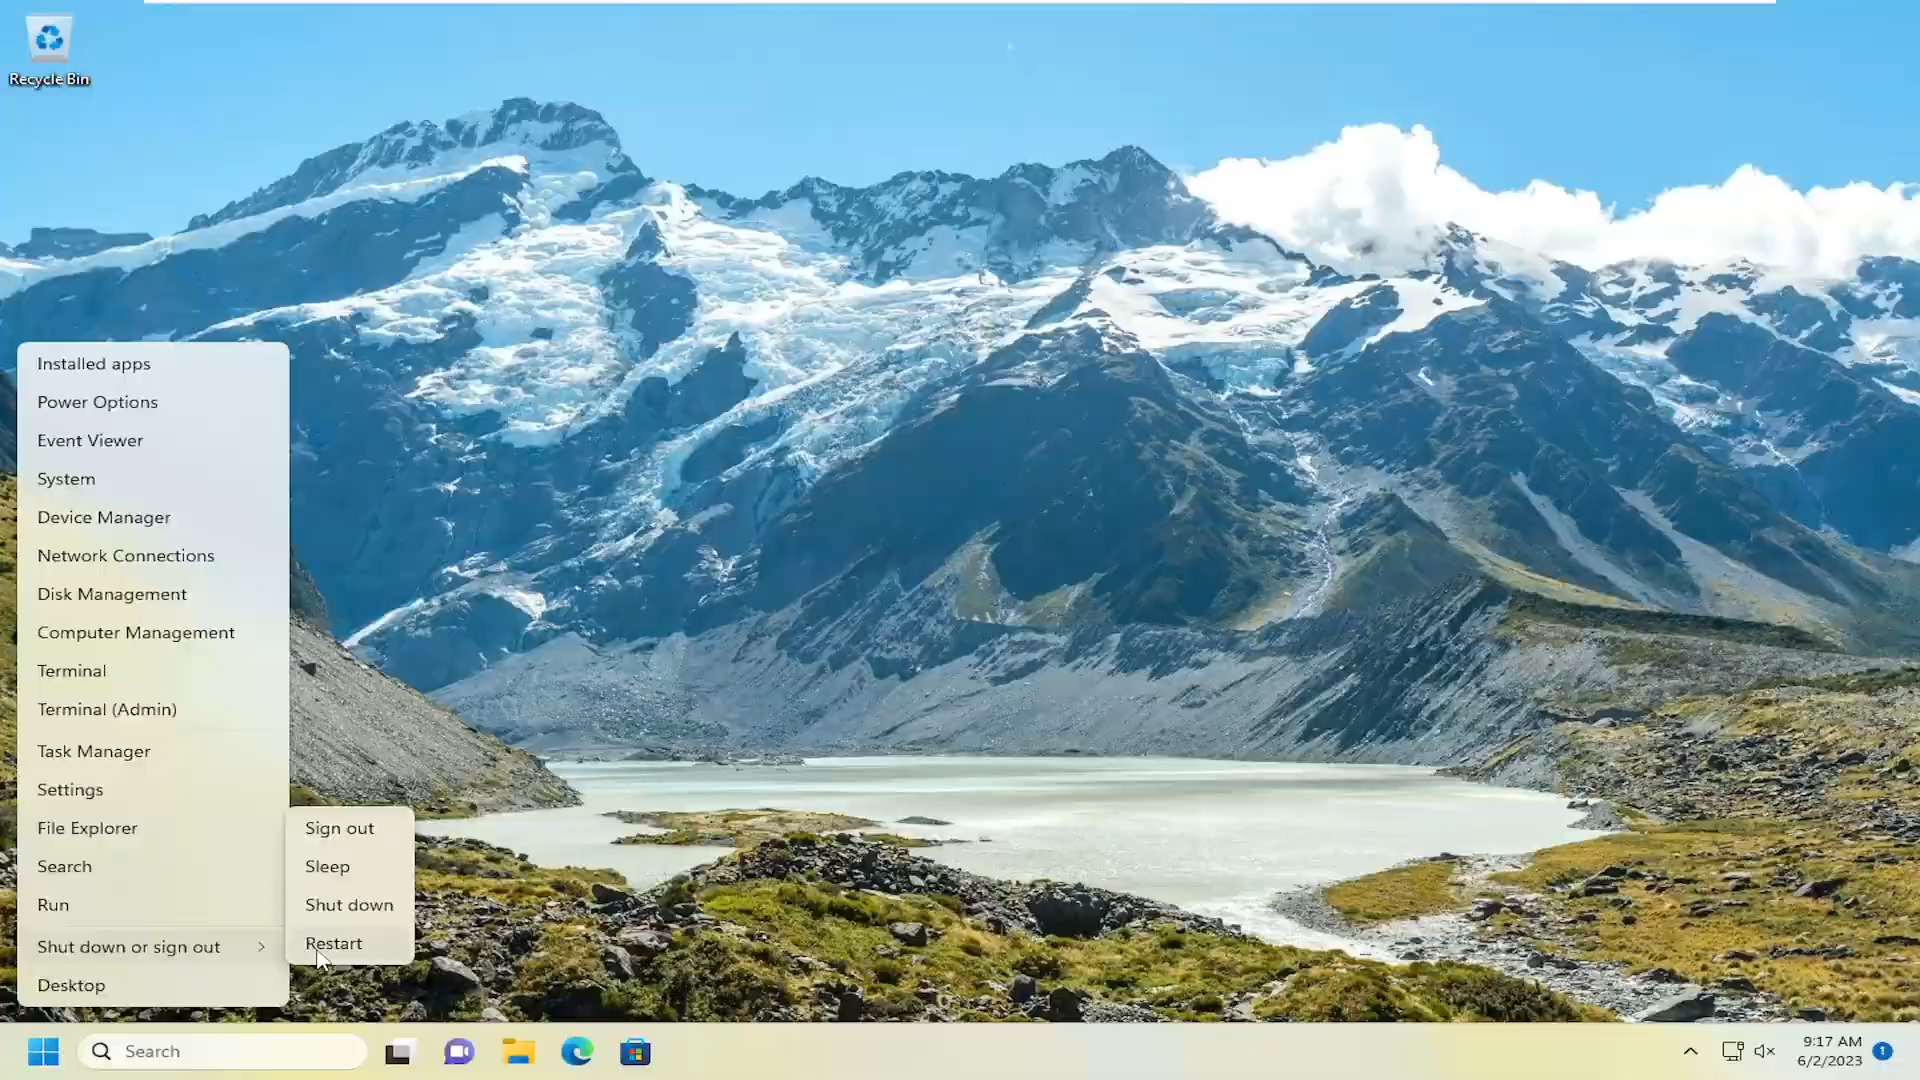 Recycle Bin
Installed apps
Power Options
Event Viewer
System
Device Manager
Network Connections
Disk Management
Computer Management
Terminal
Terminal (Admin)
Task Manager
Settings
File Explorer
Search
Run
Shut down or sign out
Desktop
Sign out
Sleep
Shut down
Restart
Search
9:17 AM
6/2/2023
1